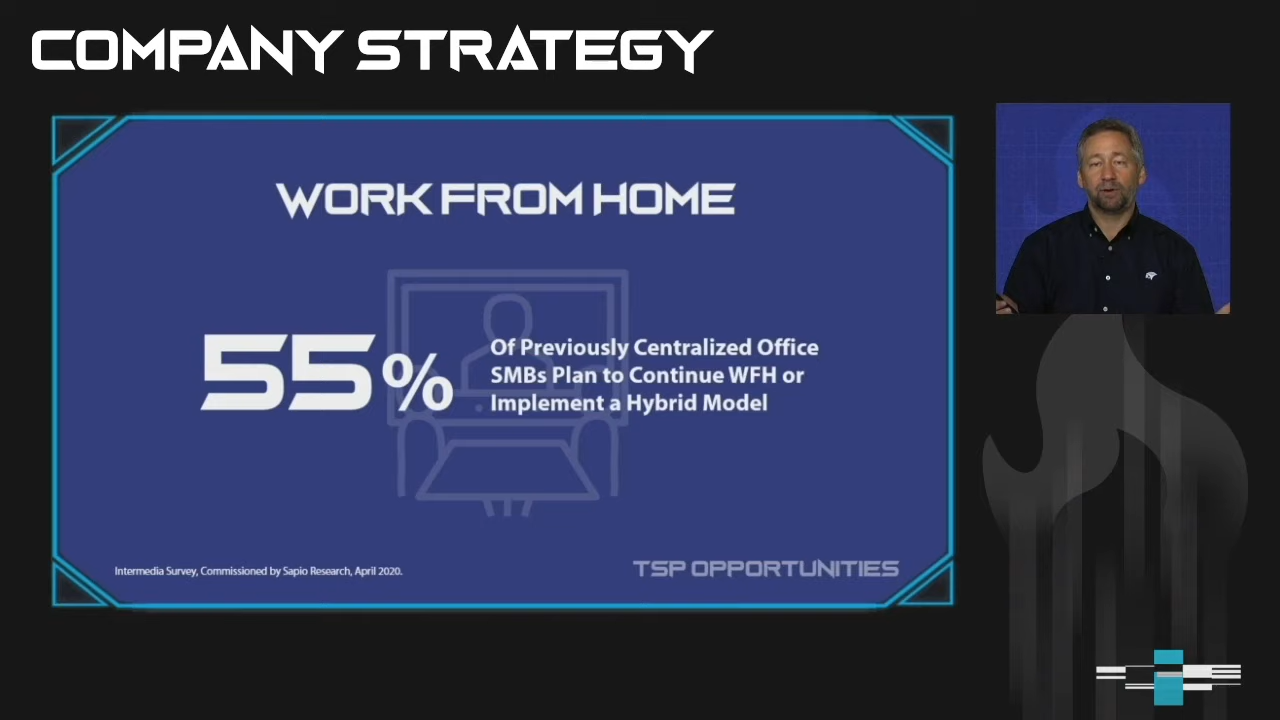 COMPANY STRATEGY
WORK FROM HOME
55%
Of Previously Centralized Office
SMBs Plan to Continue WFH or
Implement a Hybrid Model
Intermedia Survey, Commissioned by Sapio Research, April 2020.
TSP OPPORTUNITIES